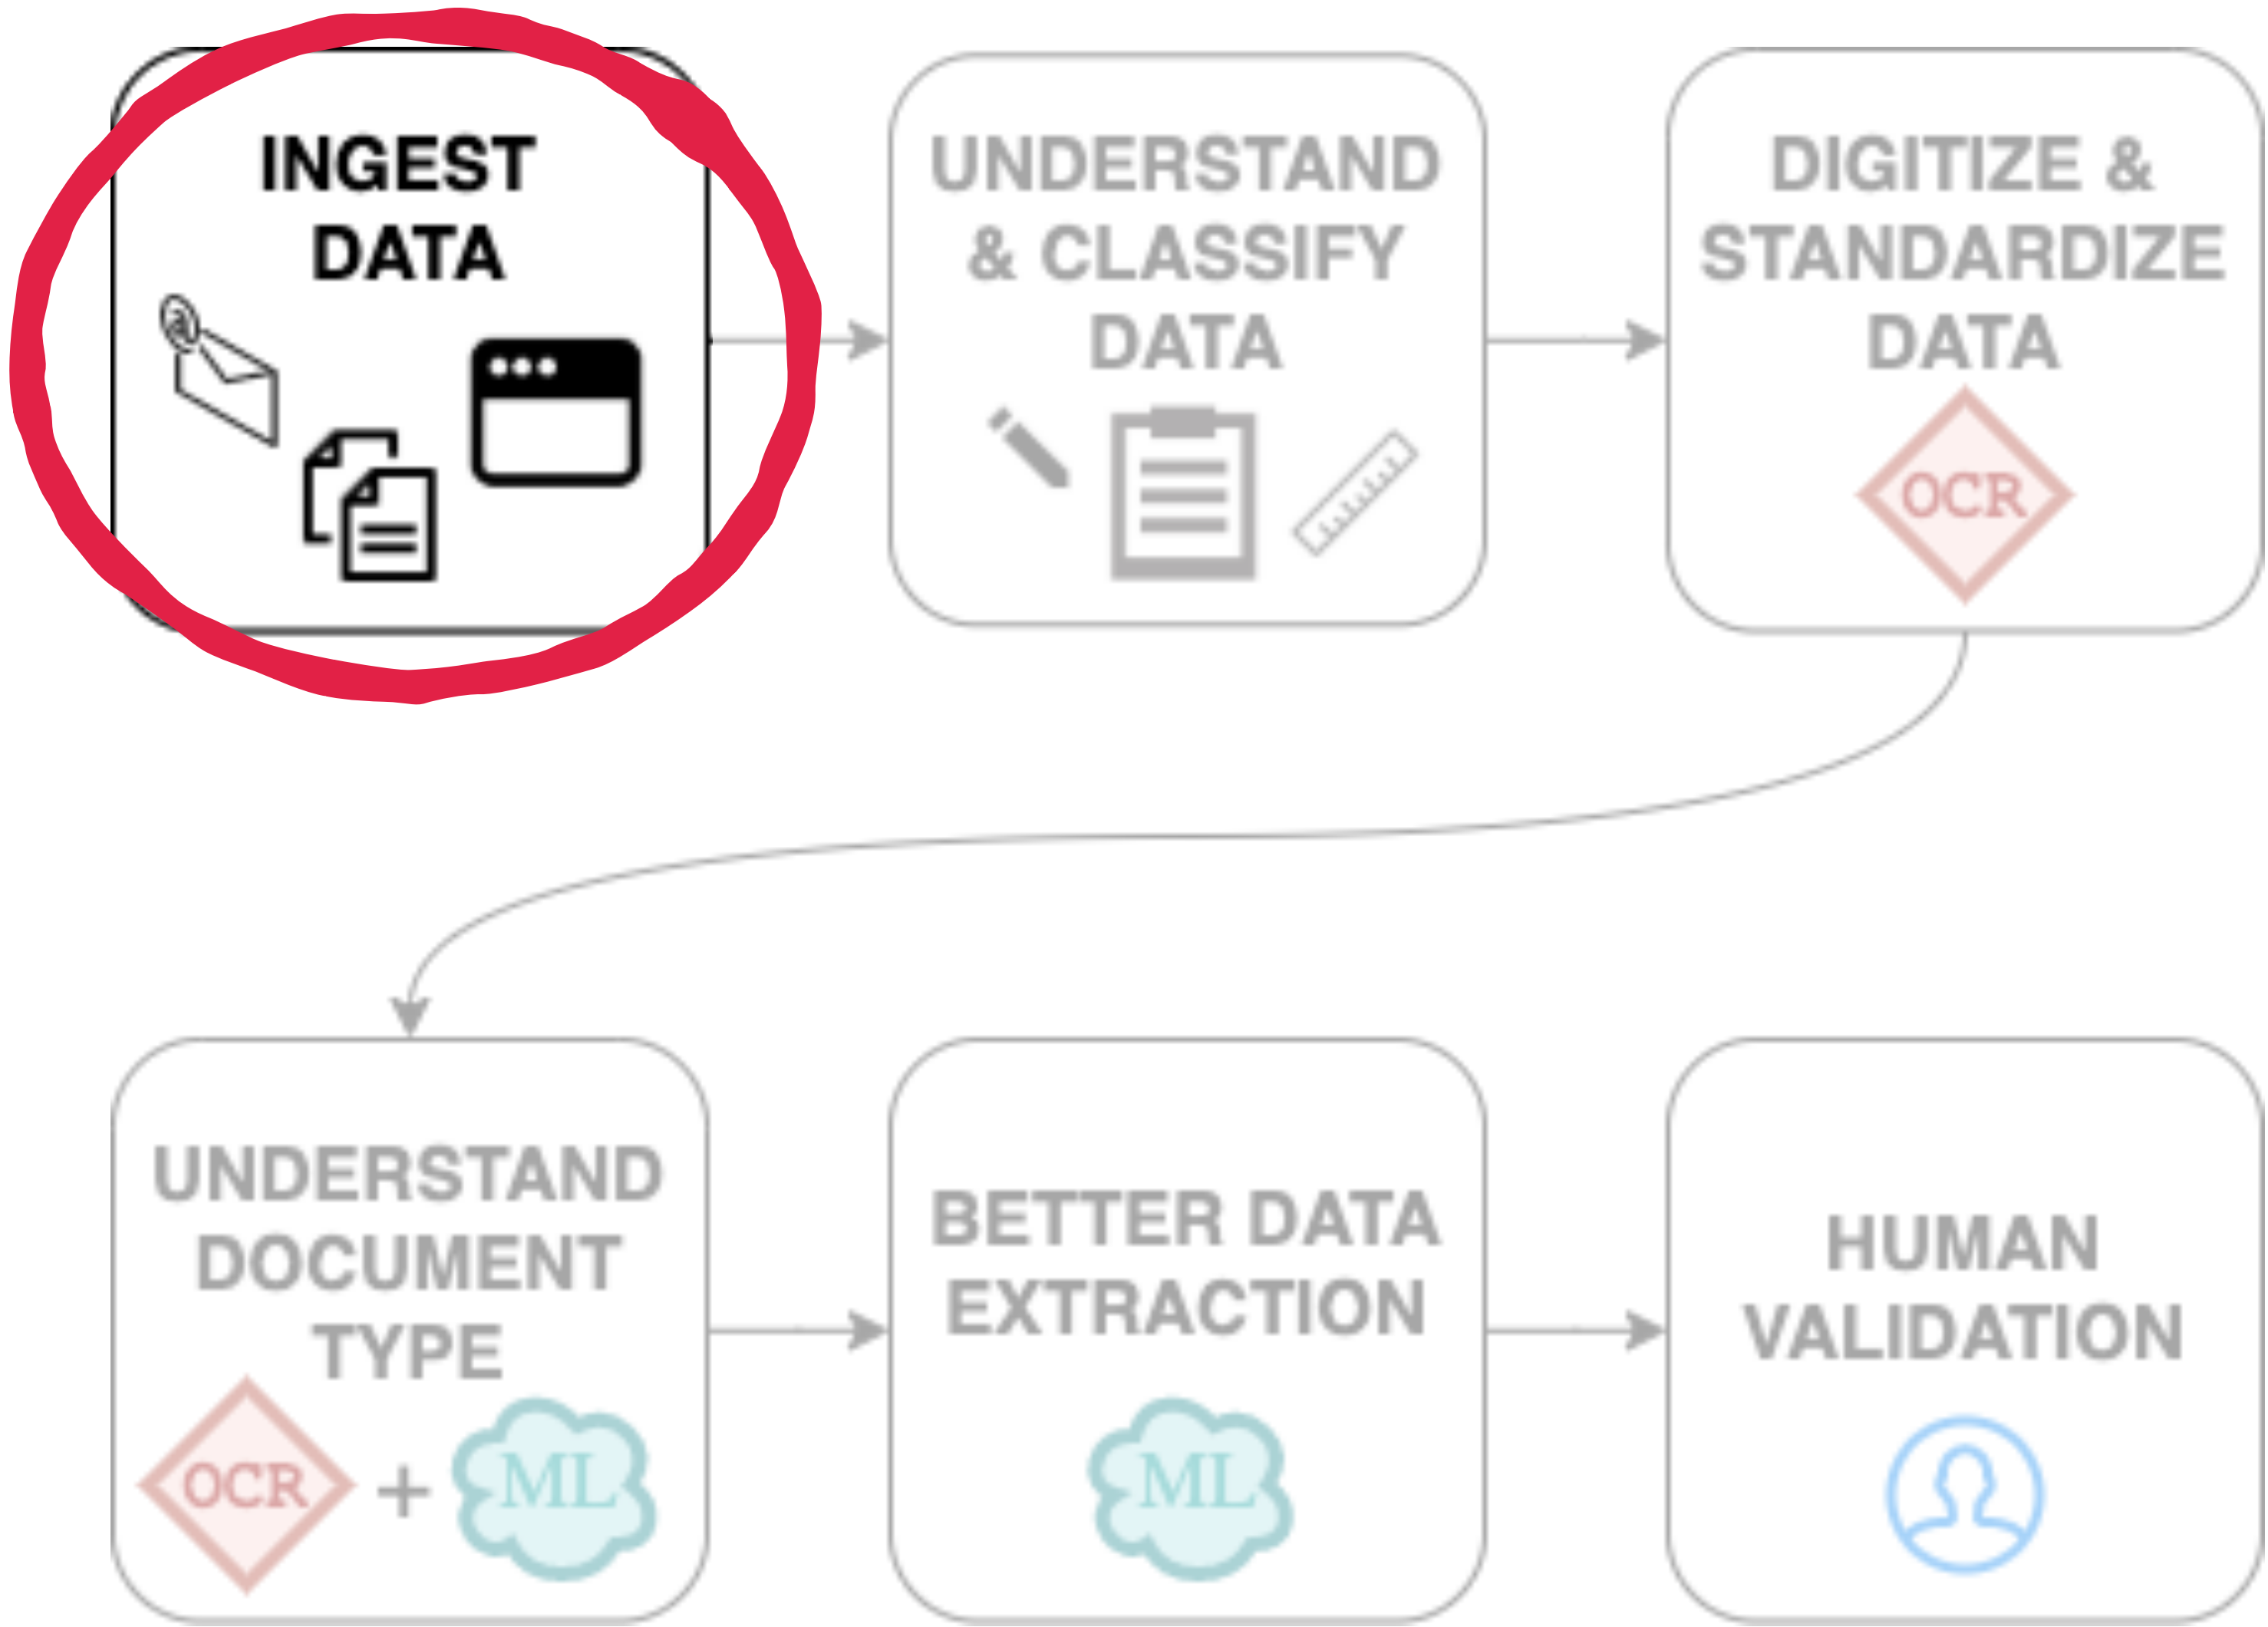 INGEST
DATA
UNDERSTAND
& CLASSIFY
DATA
DIGITIZE &
STANDARDIZE
DATA
OCR
UNDERSTAND
DOCUMENT
TYPE
OCR + ML
BETTER DATA
EXTRACTION
ML
HUMAN
VALIDATION